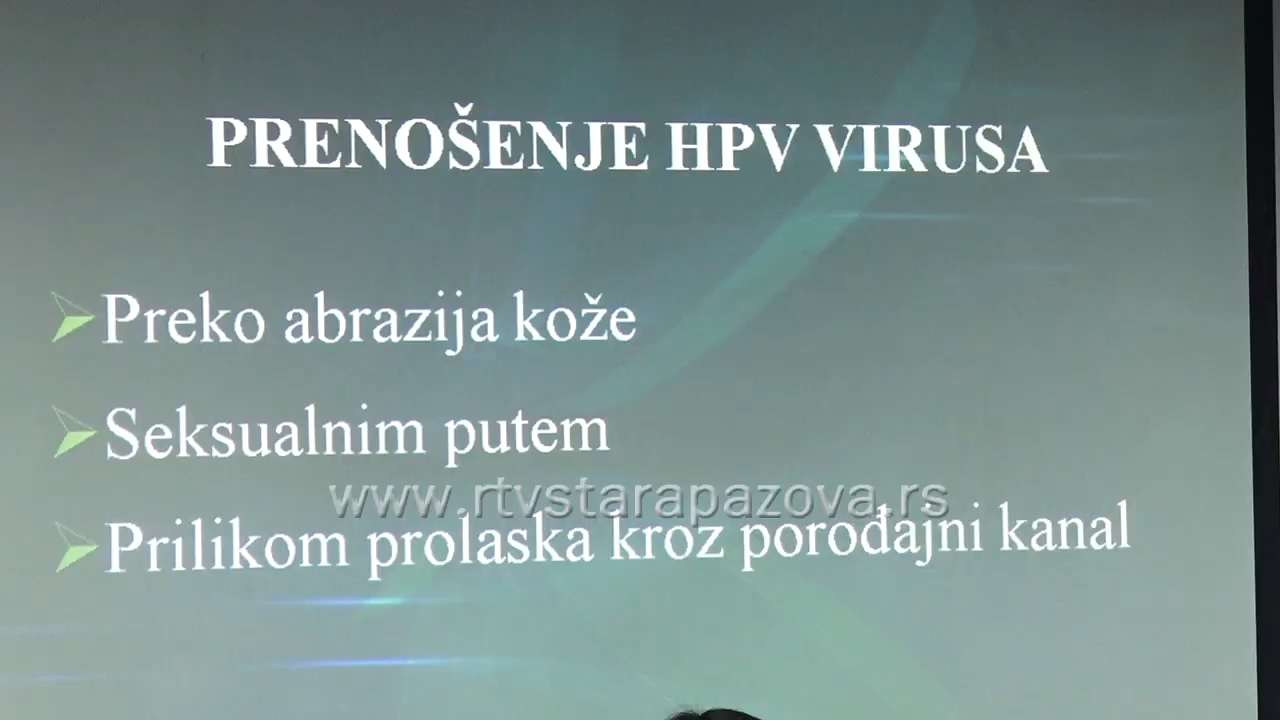 PRENOŠENJE HPV VIRUSA
Preko abrazija kože
Seksualnim putem
www.rtvstarapazova.rs
Prilikom prolaska kroz porođajni kanal